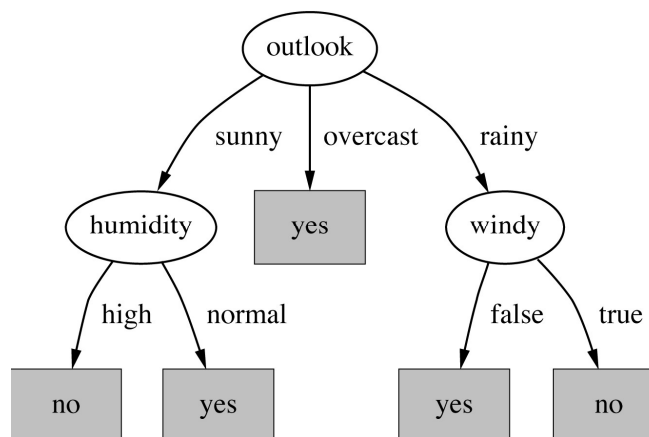 outlook
sunny overcast rainy
humidity yes windy
high normal false true
no yes yes no